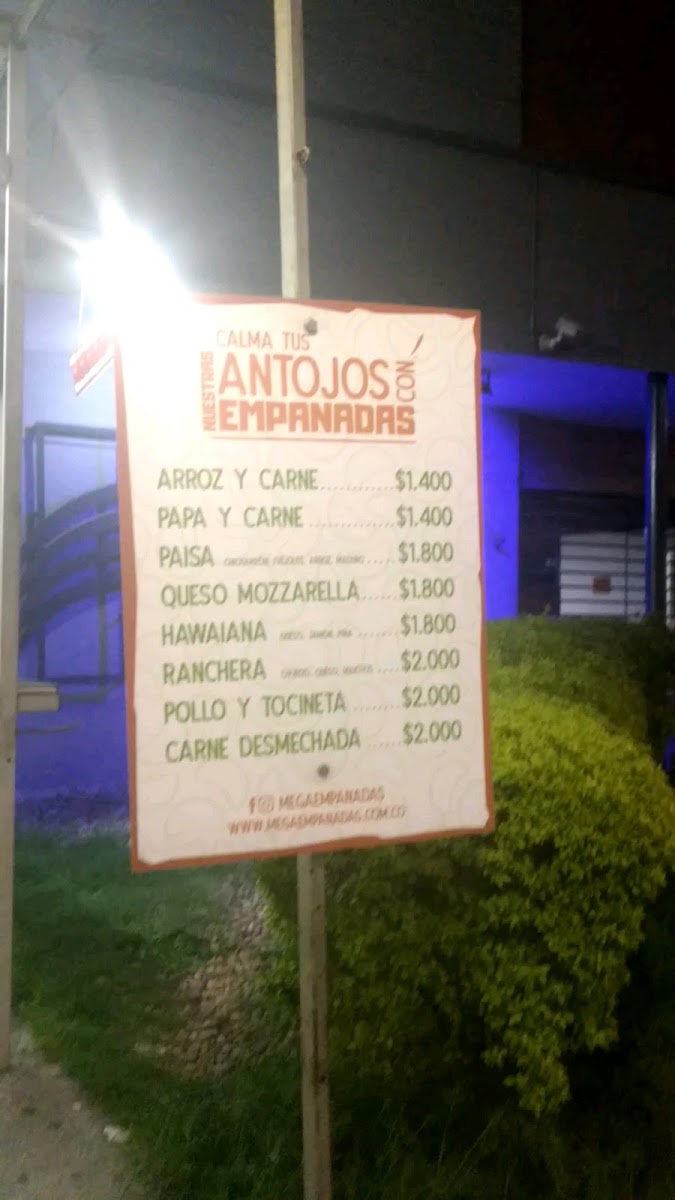 CALMA TUS
ANTOJOS CON
NUESTRAS
EMPANADAS
ARROZ Y CARNE............$1.400
PAPA Y CARNE.............$1.400
PAISA .....$1.800
QUESO MOZZARELLA......$1.800
HAWAIANA .......$1.800
RANCHERA ....$2.000
POLLO Y TOCINETA ........$2.000
CARNE DESMECHADA ......$2.000
MEGAEMPANADAS
WWW.MEGAEMPANADAS.COM.CO